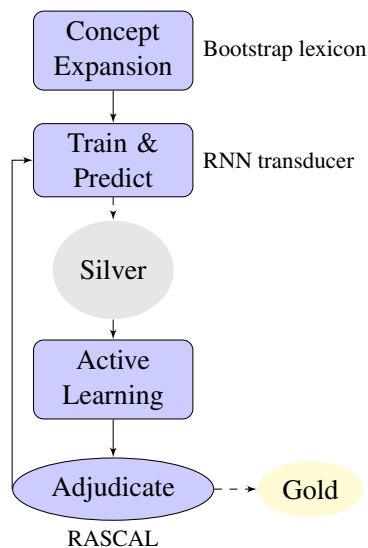 Concept
Expansion
Bootstrap lexicon
Train &
Predict
RNN transducer
Silver
Active
Learning
Adjudicate
Gold
RASCAL